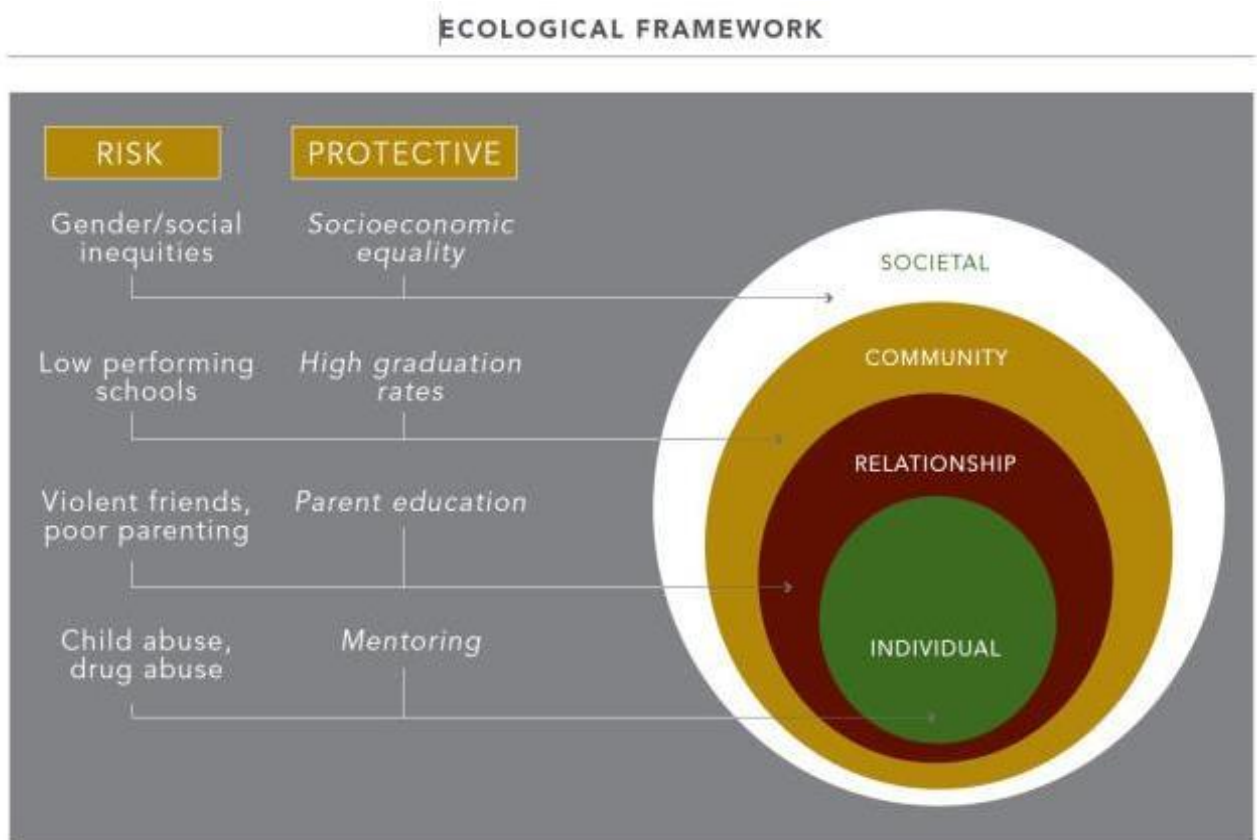 ECOLOGICAL FRAMEWORK
RISK
PROTECTIVE
Gender/social
inequities
Socioeconomic
equality
Low performing
schools
High graduation
rates
Violent friends,
poor parenting
Parent education
Child abuse,
drug abuse
Mentoring
SOCIETAL
COMMUNITY
RELATIONSHIP
INDIVIDUAL